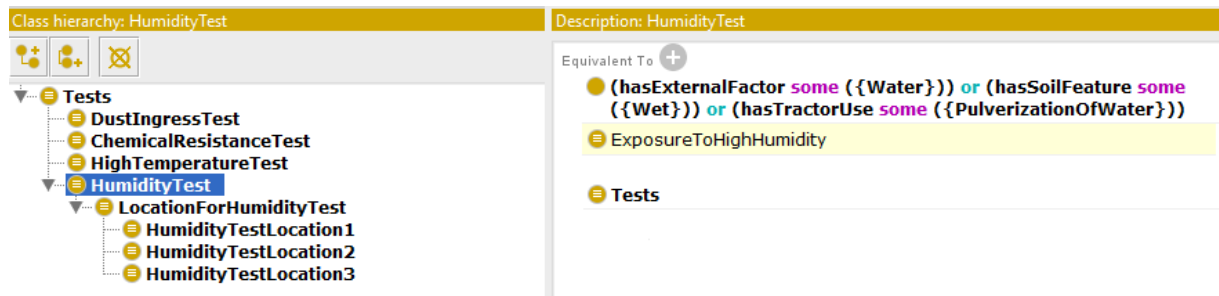 Class hierarchy: HumidityTest
Tests
DustIngressTest
ChemicalResistanceTest
HighTemperatureTest
HumidityTest
LocationForHumidityTest
HumidityTestLocation1
HumidityTestLocation2
HumidityTestLocation3
Description: HumidityTest
Equivalent To
(hasExternalFactor some ({Water})) or (hasSoilFeature some
({Wet})) or (hasTractorUse some ({PulverizationOfWater}))
ExposureToHighHumidity
Tests